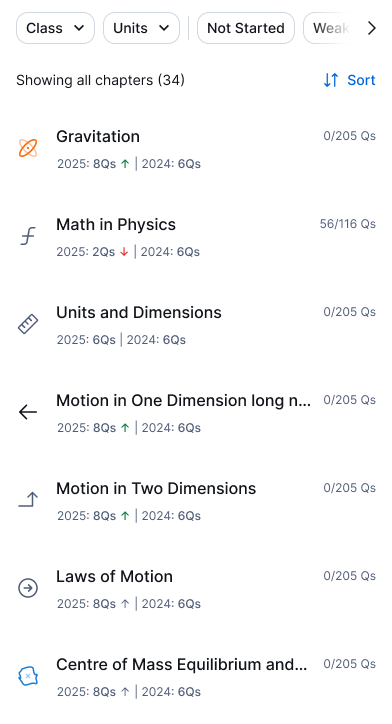 Class Units Not Started Weak
Showing all chapters (34) Sort
Gravitation 0/205 Qs
2025: 8Qs ↑ | 2024: 6Qs
Math in Physics 56/116 Qs
2025: 2Qs ↓ | 2024: 6Qs
Units and Dimensions 0/205 Qs
2025: 6Qs | 2024: 6Qs
Motion in One Dimension long n... 0/205 Qs
2025: 8Qs ↑ | 2024: 6Qs
Motion in Two Dimensions 0/205 Qs
2025: 8Qs ↑ | 2024: 6Qs
Laws of Motion 0/205 Qs
2025: 8Qs ↑ | 2024: 6Qs
Centre of Mass Equilibrium and... 0/205 Qs
2025: 8Qs ↑ | 2024: 6Qs